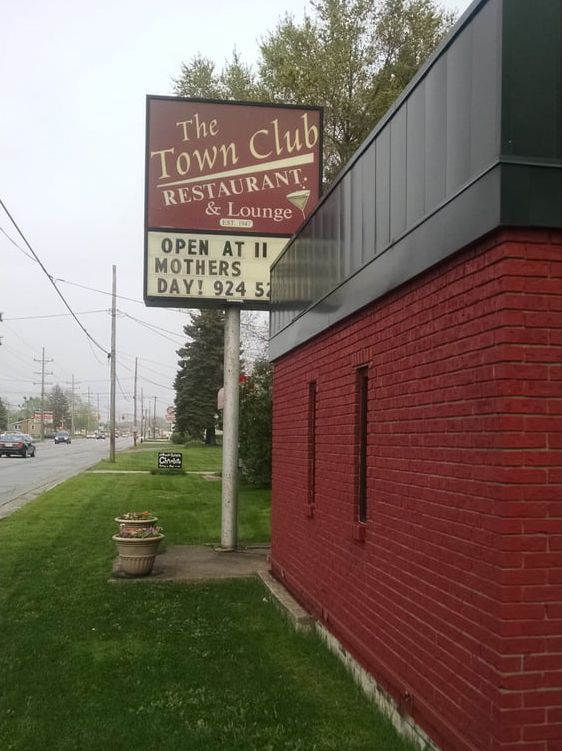 The
Town Club
RESTAURANT
& Lounge
EST. 1947
OPEN AT 11
MOTHERS
DAY! 924 52